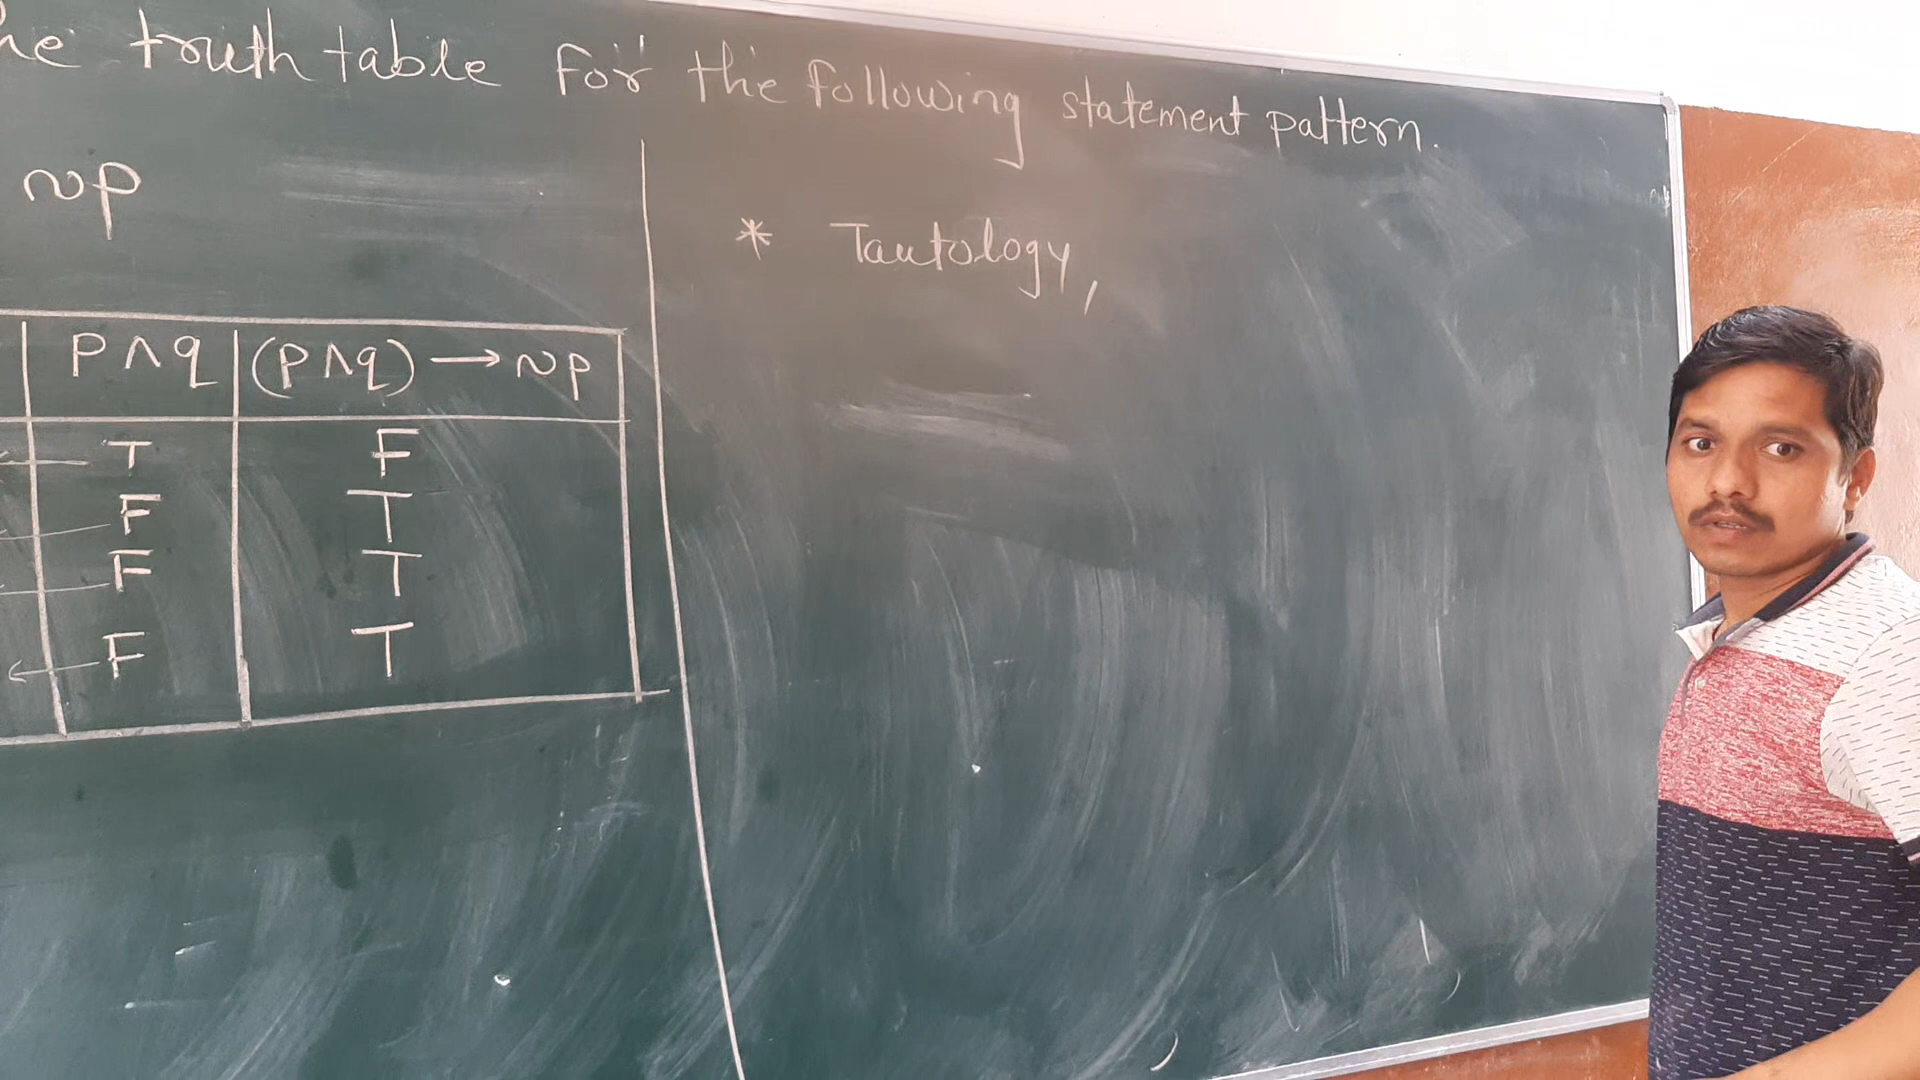 he truth table for the following statement pattern.
~p
* Tautology,
p∧q (p∧q) → ~p
T F
F T
F T
F T